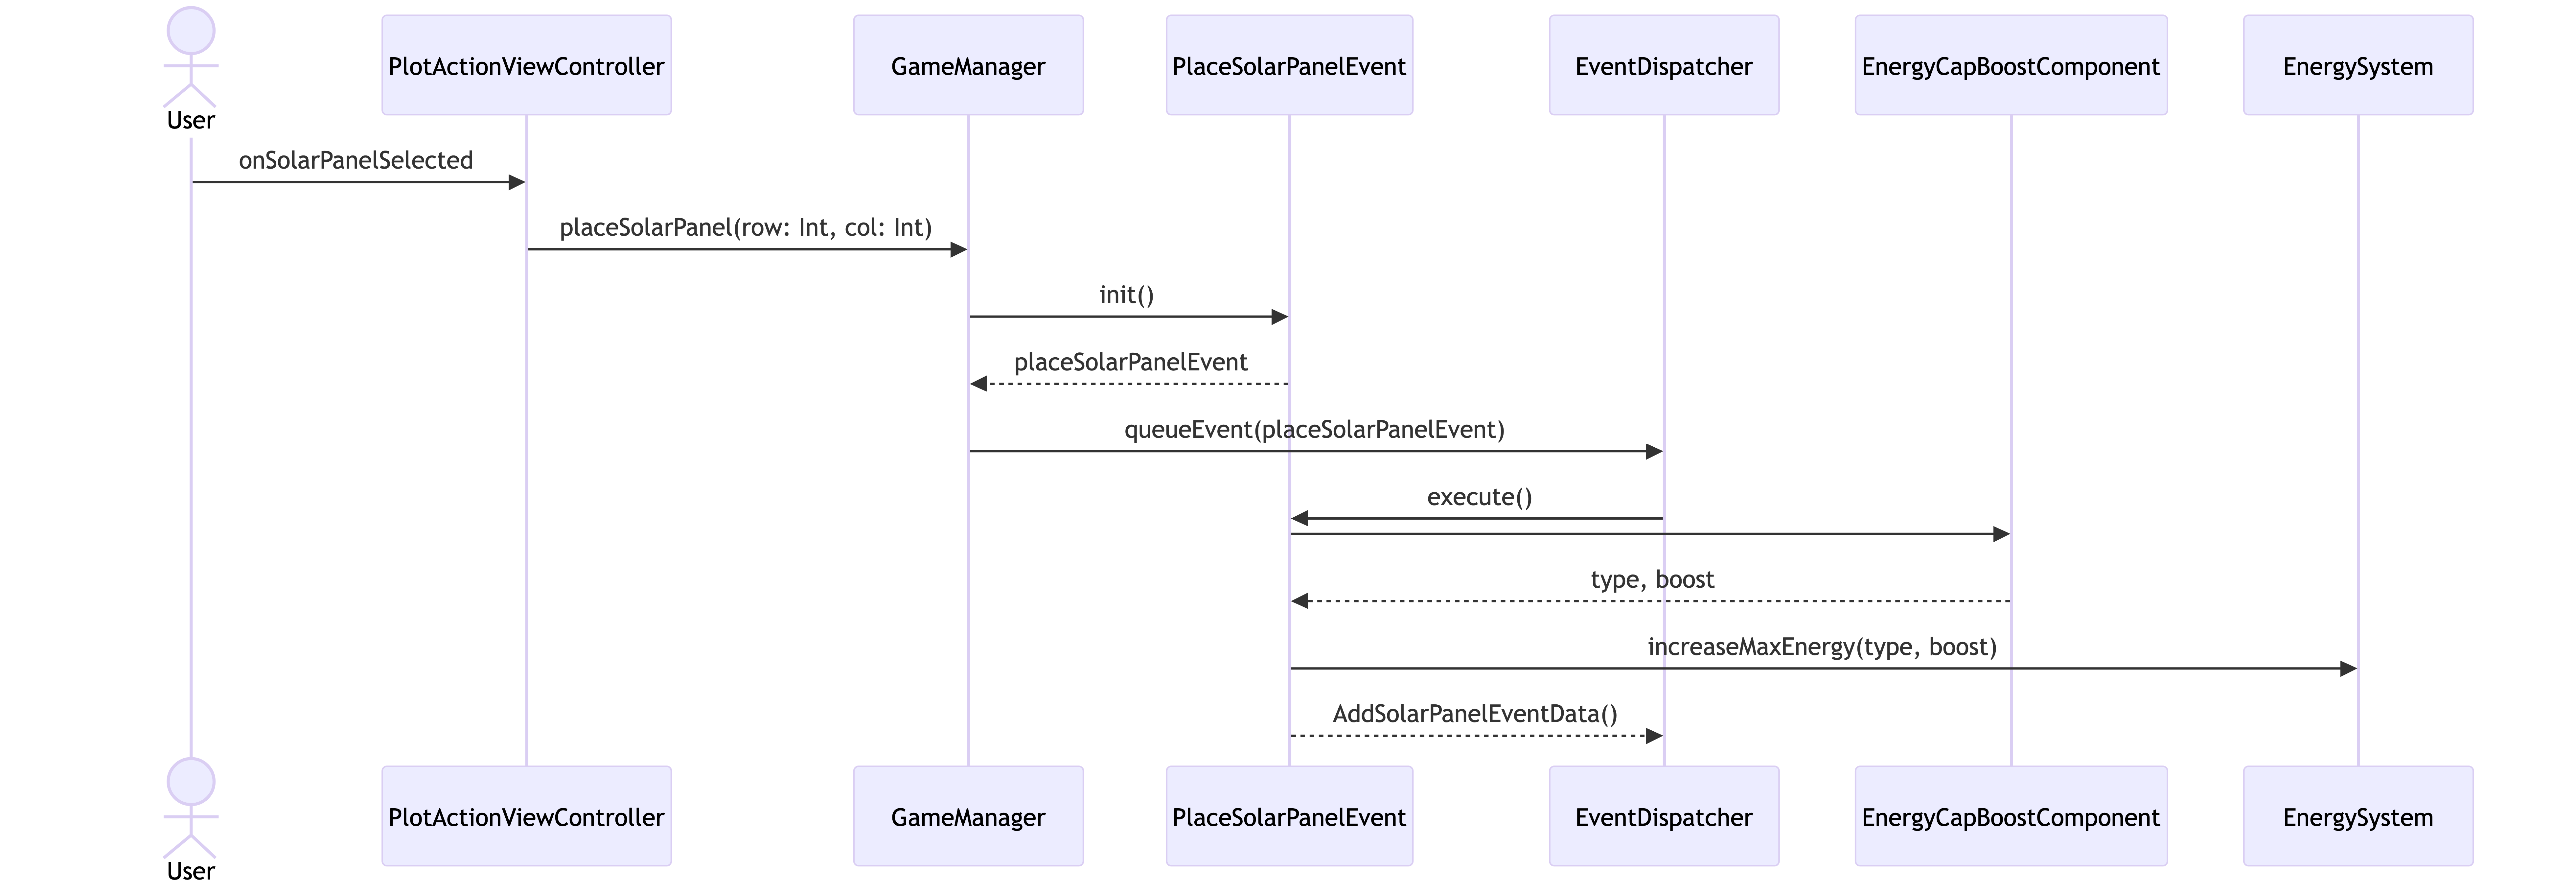 User
PlotActionViewController
GameManager
PlaceSolarPanelEvent
EventDispatcher
EnergyCapBoostComponent
EnergySystem
onSolarPanelSelected
placeSolarPanel(row: Int, col: Int)
init()
placeSolarPanelEvent
queueEvent(placeSolarPanelEvent)
execute()
type, boost
increaseMaxEnergy(type, boost)
AddSolarPanelEventData()
User
PlotActionViewController
GameManager
PlaceSolarPanelEvent
EventDispatcher
EnergyCapBoostComponent
EnergySystem